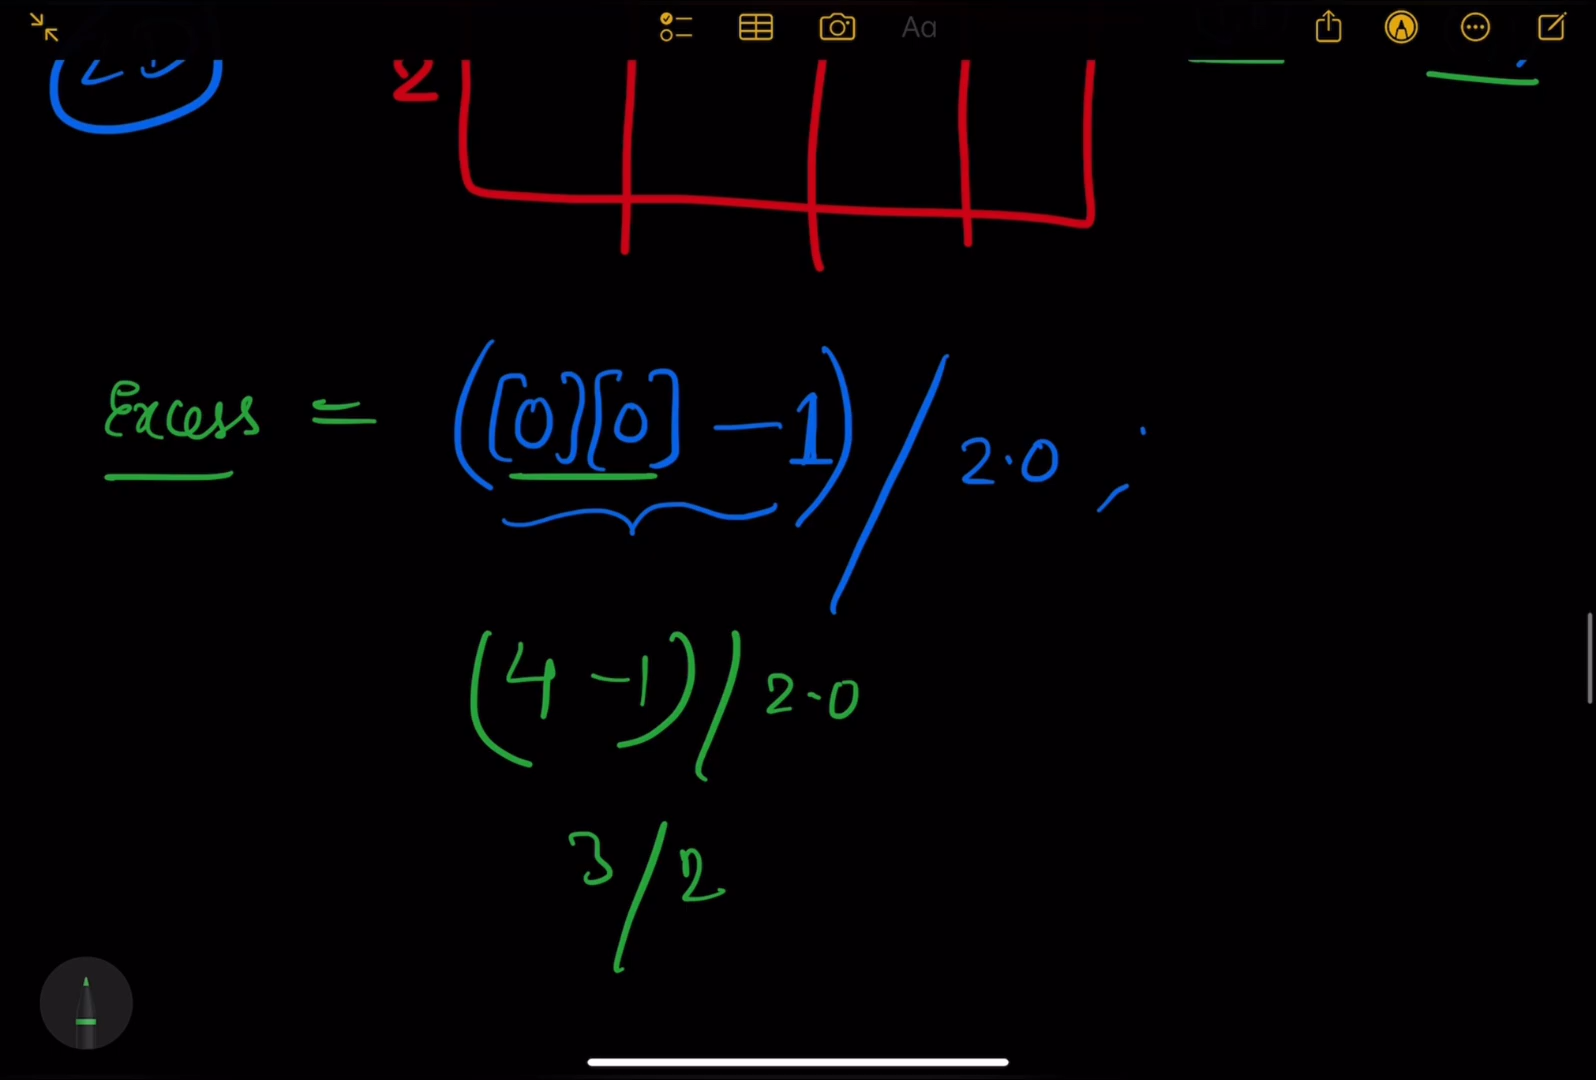 Aa
2
Excess = ([0][0] - 1) / 2.0 ;
(4 - 1) / 2.0
3 / 2